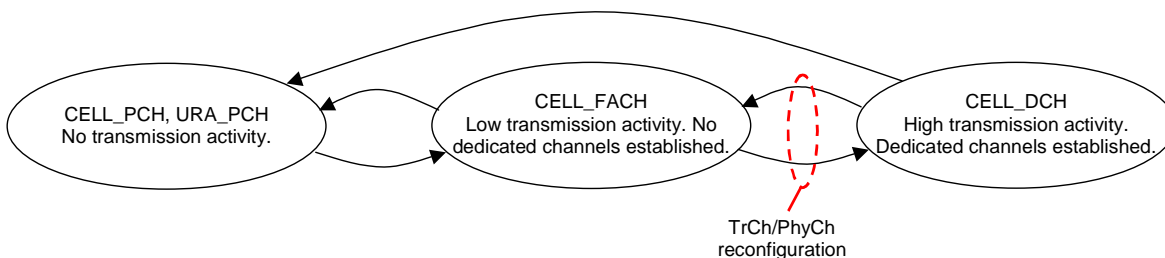 CELL_PCH, URA_PCH
No transmission activity.
CELL_FACH
Low transmission activity. No
dedicated channels established.
CELL_DCH
High transmission activity.
Dedicated channels established.
TrCh/PhyCh
reconfiguration